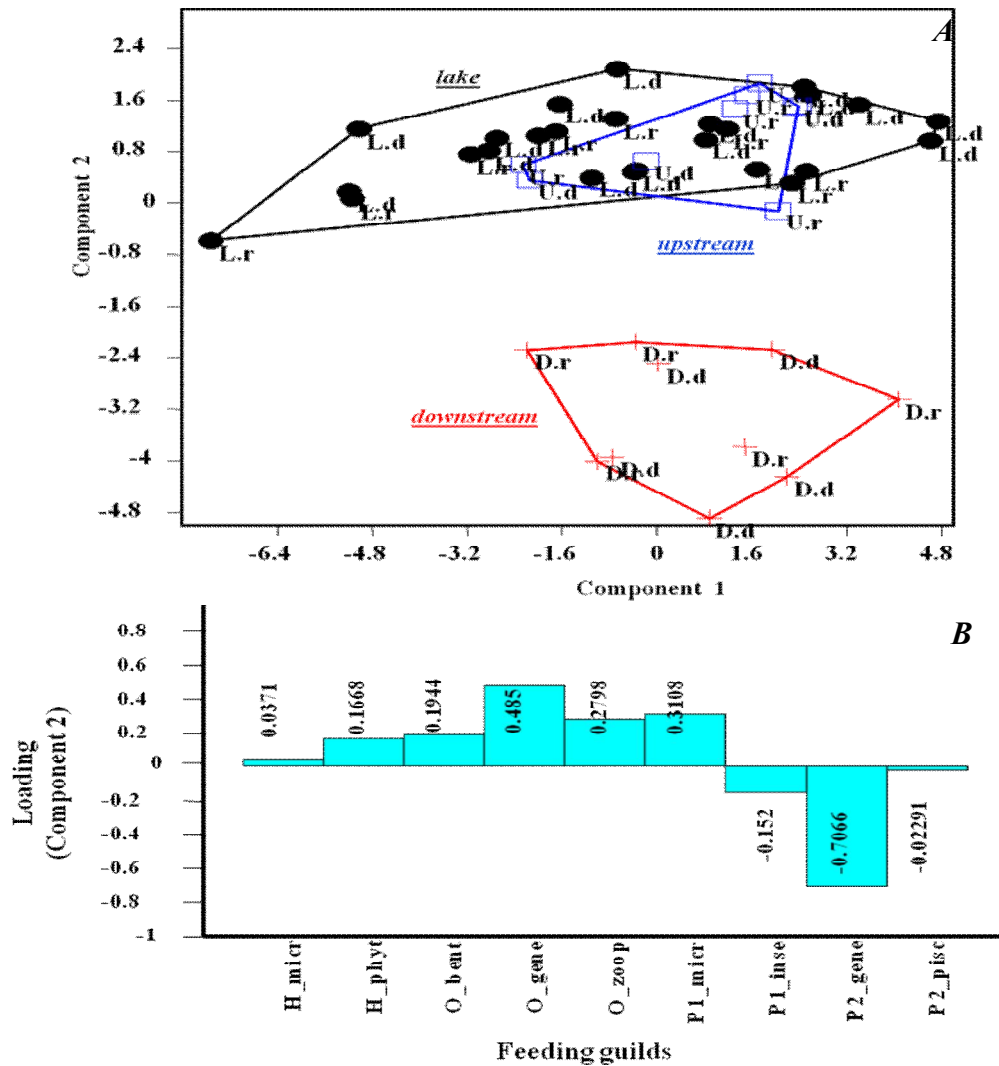 A
2.4
1.6
0.8
0
-0.8
-1.6
-2.4
-3.2
-4
-4.8
Component 2
lake
L.d
L.d
L.d
L.r
L.d
L.d
L.r
L.r
L.d
L.r
L.d
L.r
L.d
L.r
L.d
L.d
L.d
L.d
L.r
L.r
L.d
L.d
U.r
U.r
U.d
U.r
U.d
U.d
U.r
upstream
downstream
D.r
D.r
D.d
D.d
D.r
D.r
D.d
D.d
D.d
-6.4
-4.8
-3.2
-1.6
0
1.6
3.2
4.8
Component 1
B
0.8
0.6
0.4
0.2
0
-0.2
-0.4
-0.6
-0.8
-1
Loading
(Component 2)
0.0371
0.1668
0.1944
0.485
0.2798
0.3108
-0.152
-0.7066
-0.02291
H_micr
H_phyt
O_bent
O_gene
O_zoop
P1_micr
P1_inse
P2_gene
P2_pisc
Feeding guilds